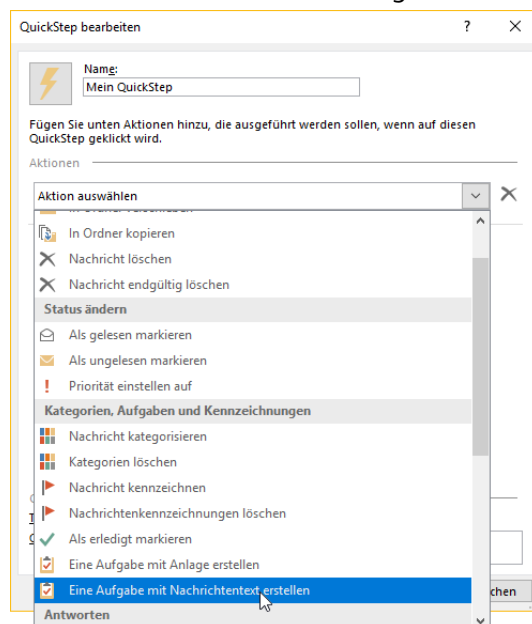 QuickStep bearbeiten ? ×
Name:
Mein QuickStep
Fügen Sie unten Aktionen hinzu, die ausgeführt werden sollen, wenn auf diesen
QuickStep geklickt wird.
Aktionen
Aktion auswählen
In Ordner kopieren
Nachricht löschen
Nachricht endgültig löschen
Status ändern
Als gelesen markieren
Als ungelesen markieren
Priorität einstellen auf
Kategorien, Aufgaben und Kennzeichnungen
Nachricht kategorisieren
Kategorien löschen
Nachricht kennzeichnen
Nachrichtenkennzeichnungen löschen
Als erledigt markieren
Eine Aufgabe mit Anlage erstellen
Eine Aufgabe mit Nachrichtentext erstellen
chen
Antworten